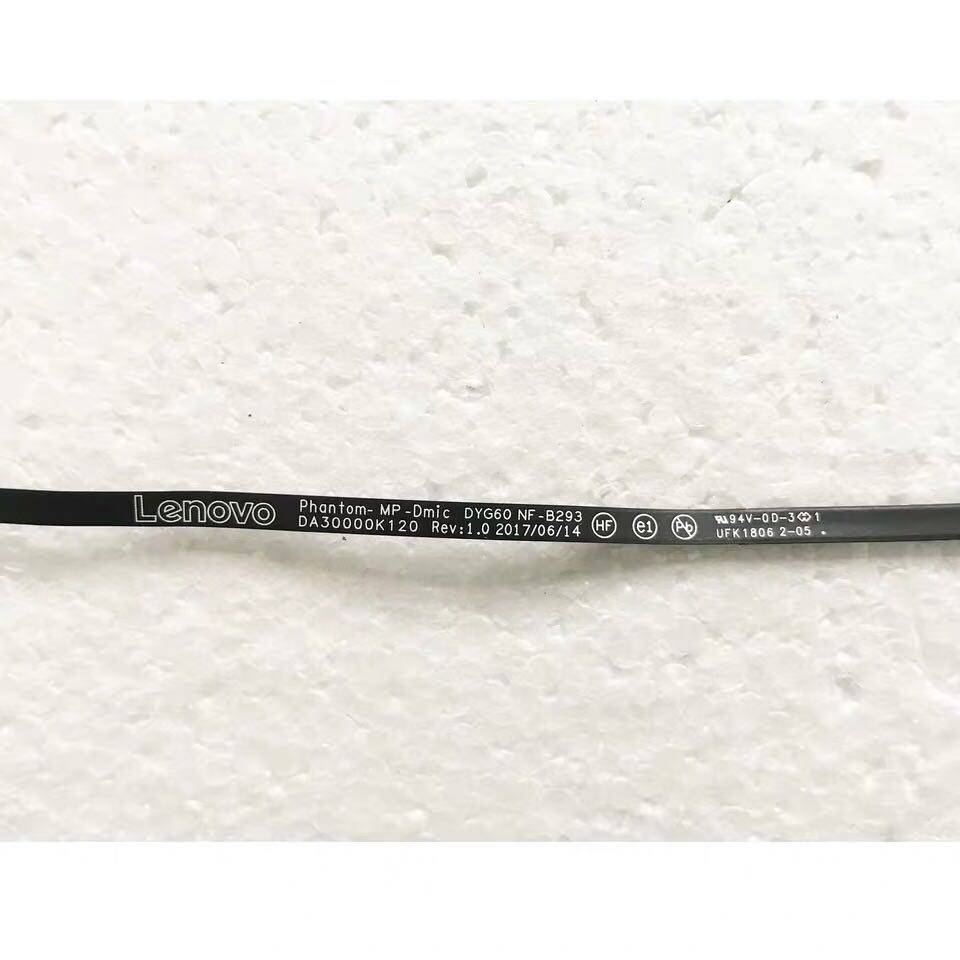 Lenovo
Phantom- MP-Dmic DYG60 NF-B293
DA30000K120 Rev:1.0 2017/06/14
HF e1 Pb
94V-0D-3 1
UFK1806 2-05 .